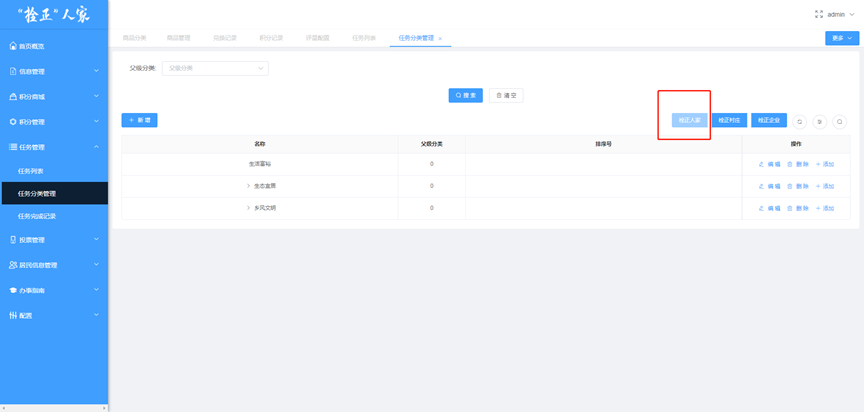 “栓正”人家
admin
首页概览
信息管理
积分商城
积分管理
任务管理
任务列表
任务分类管理
任务完成记录
投票管理
居民信息管理
办事指南
配置
商品分类 商品管理 兑换记录 积分记录 评星配置 任务列表 任务分类管理 ×
更多
父级分类: 父级分类
搜 索 清 空
+ 新 增
栓正人家 栓正村庄 栓正企业
名称 父级分类 排序号 操作
生活富裕 0 编 辑 删 除 + 添加
> 生态宜居 0 编 辑 删 除 + 添加
> 乡风文明 0 编 辑 删 除 + 添加